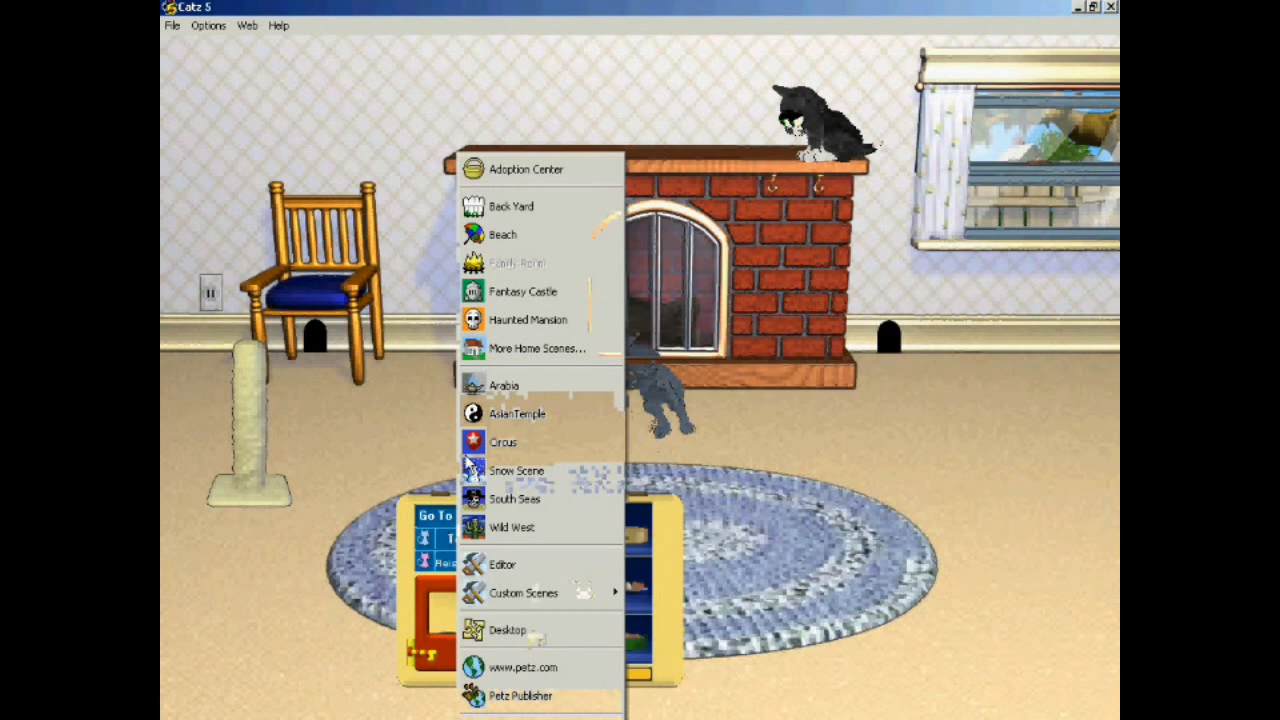 Catz 5
File Options Web Help
Adoption Center
Back Yard
Beach
Family Room
Fantasy Castle
Haunted Mansion
More Home Scenes...
Arabia
AsianTemple
Circus
Snow Scene
South Seas
Wild West
Editor
Custom Scenes
Desktop
www.petz.com
Petz Publisher
Go To